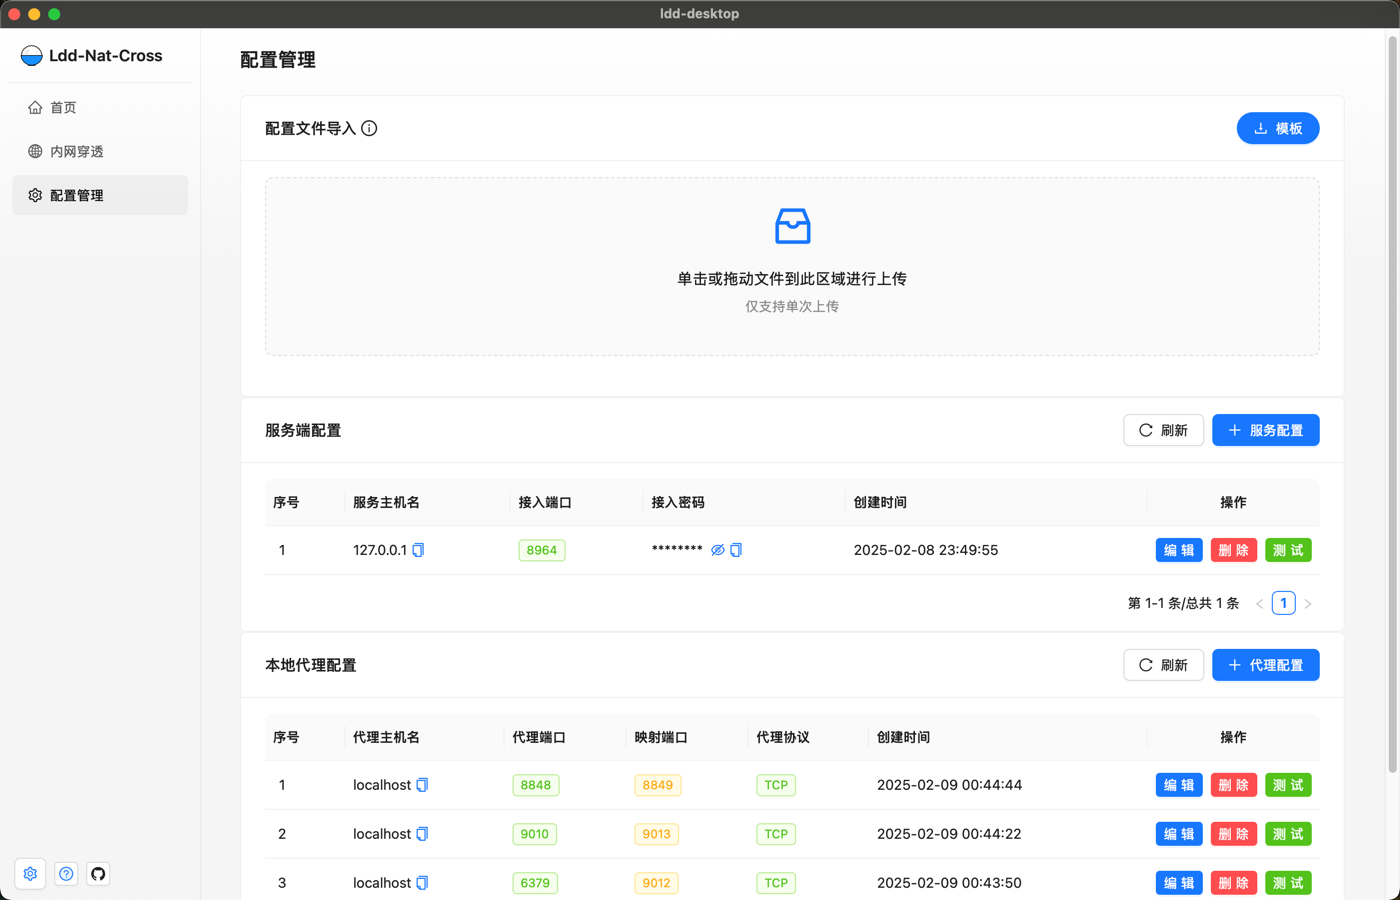 ldd-desktop
Ldd-Nat-Cross
首页
内网穿透
配置管理
配置管理
配置文件导入
模板
单击或拖动文件到此区域进行上传
仅支持单次上传
服务端配置
刷新
服务配置
序号 服务主机名 接入端口 接入密码 创建时间 操作
1 127.0.0.1 8964 ******** 2025-02-08 23:49:55 编 辑 删 除 测 试
第 1-1 条/总共 1 条 < 1 >
本地代理配置
刷新
代理配置
序号 代理主机名 代理端口 映射端口 代理协议 创建时间 操作
1 localhost 8848 8849 TCP 2025-02-09 00:44:44 编 辑 删 除 测 试
2 localhost 9010 9013 TCP 2025-02-09 00:44:22 编 辑 删 除 测 试
3 localhost 6379 9012 TCP 2025-02-09 00:43:50 编 辑 删 除 测 试